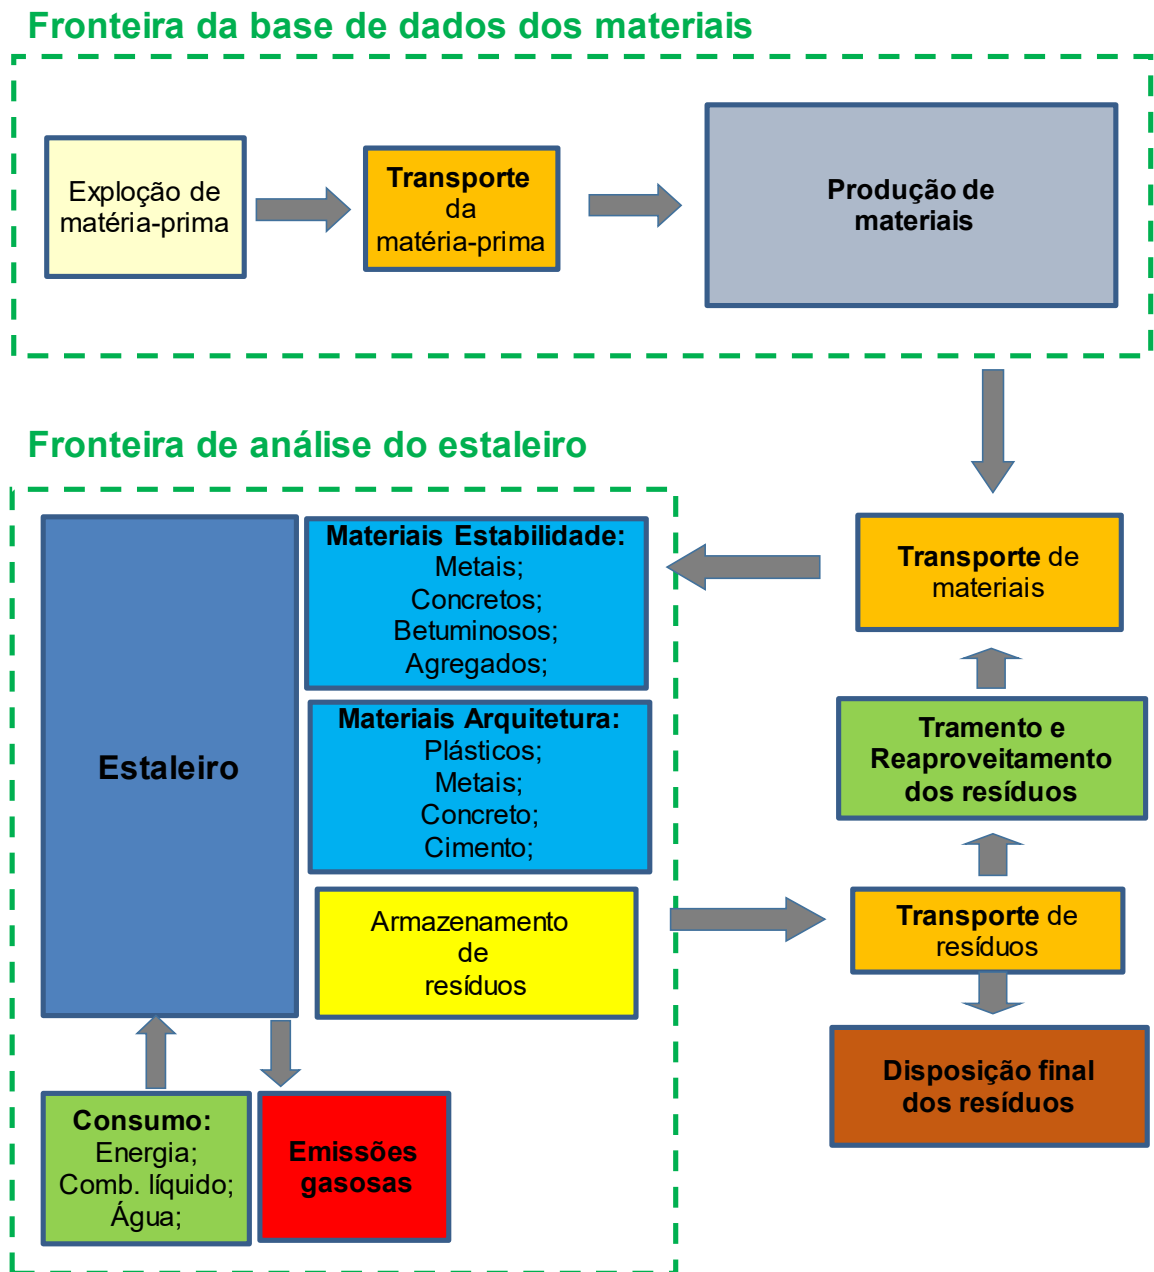 Fronteira da base de dados dos materiais
Exploção de
matéria-prima
Transporte
da
matéria-prima
Produção de
materiais
Fronteira de análise do estaleiro
Estaleiro
Materiais Estabilidade:
Metais;
Concretos;
Betuminosos;
Agregados;
Materiais Arquitetura:
Plásticos;
Metais;
Concreto;
Cimento;
Armazenamento
de
resíduos
Consumo:
Energia;
Comb. líquido;
Água;
Emissões
gasosas
Transporte de
materiais
Tramento e
Reaproveitamento
dos resíduos
Transporte de
resíduos
Disposição final
dos resíduos